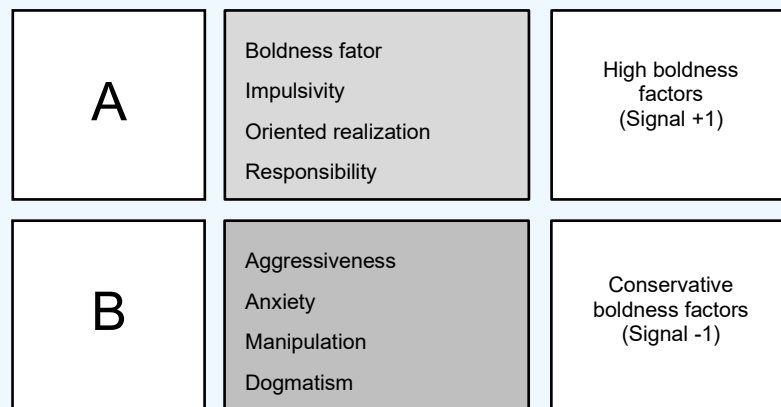 A
Boldness fator
Impulsivity
Oriented realization
Responsibility
High boldness
factors
(Signal +1)
B
Aggressiveness
Anxiety
Manipulation
Dogmatism
Conservative
boldness factors
(Signal -1)